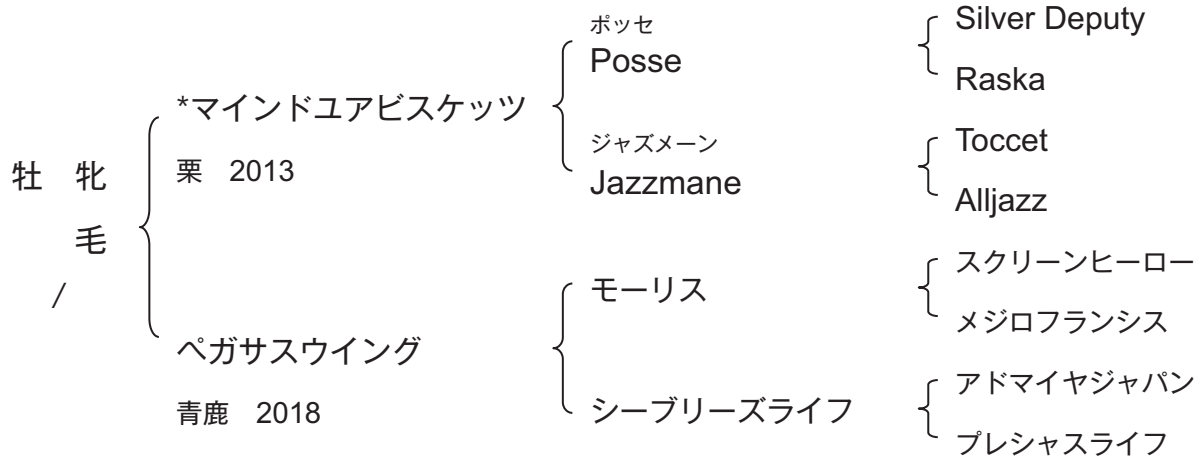 牡　牝
毛
/
*マインドユアビスケッツ
栗　2013
ペガサスウイング
青鹿　2018
ポッセ
Posse
ジャズメーン
Jazzmane
モーリス
シーブリーズライフ
Silver Deputy
Raska
Toccet
Alljazz
スクリーンヒーロー
メジロフランシス
アドマイヤジャパン
プレシャスライフ